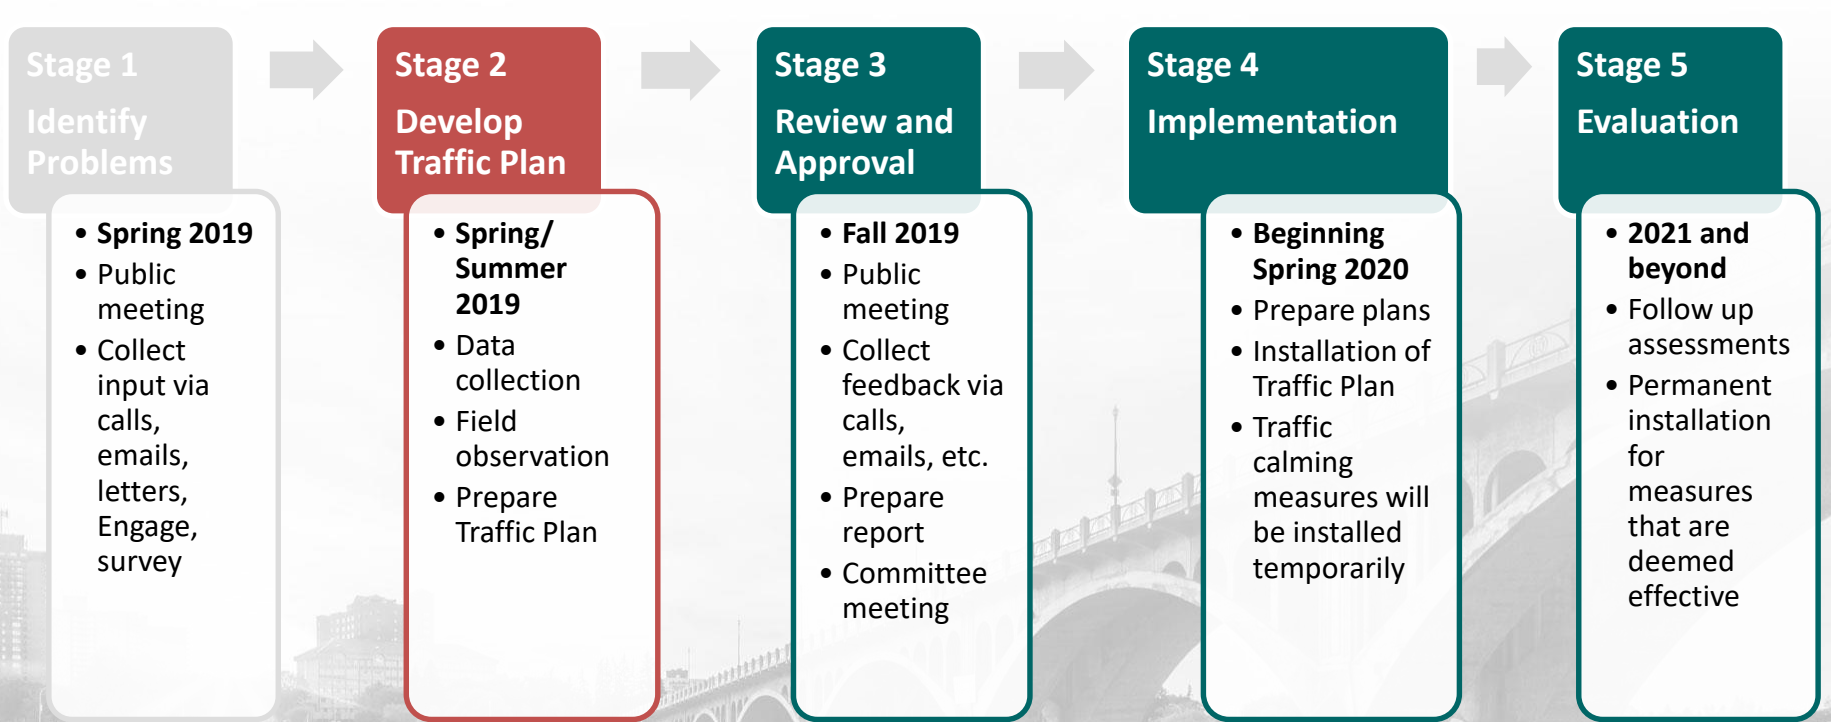 Stage 1
Identify
Problems
• Spring 2019
• Public
meeting
• Collect
input via
calls,
emails,
letters,
Engage,
survey
Stage 2
Develop
Traffic Plan
• Spring/
Summer
2019
• Data
collection
• Field
observation
• Prepare
Traffic Plan
Stage 3
Review and
Approval
• Fall 2019
• Public
meeting
• Collect
feedback via
calls,
emails, etc.
• Prepare
report
• Committee
meeting
Stage 4
Implementation
• Beginning
Spring 2020
• Prepare plans
• Installation of
Traffic Plan
• Traffic
calming
measures will
be installed
temporarily
Stage 5
Evaluation
• 2021 and
beyond
• Follow up
assessments
• Permanent
installation
for
measures
that are
deemed
effective